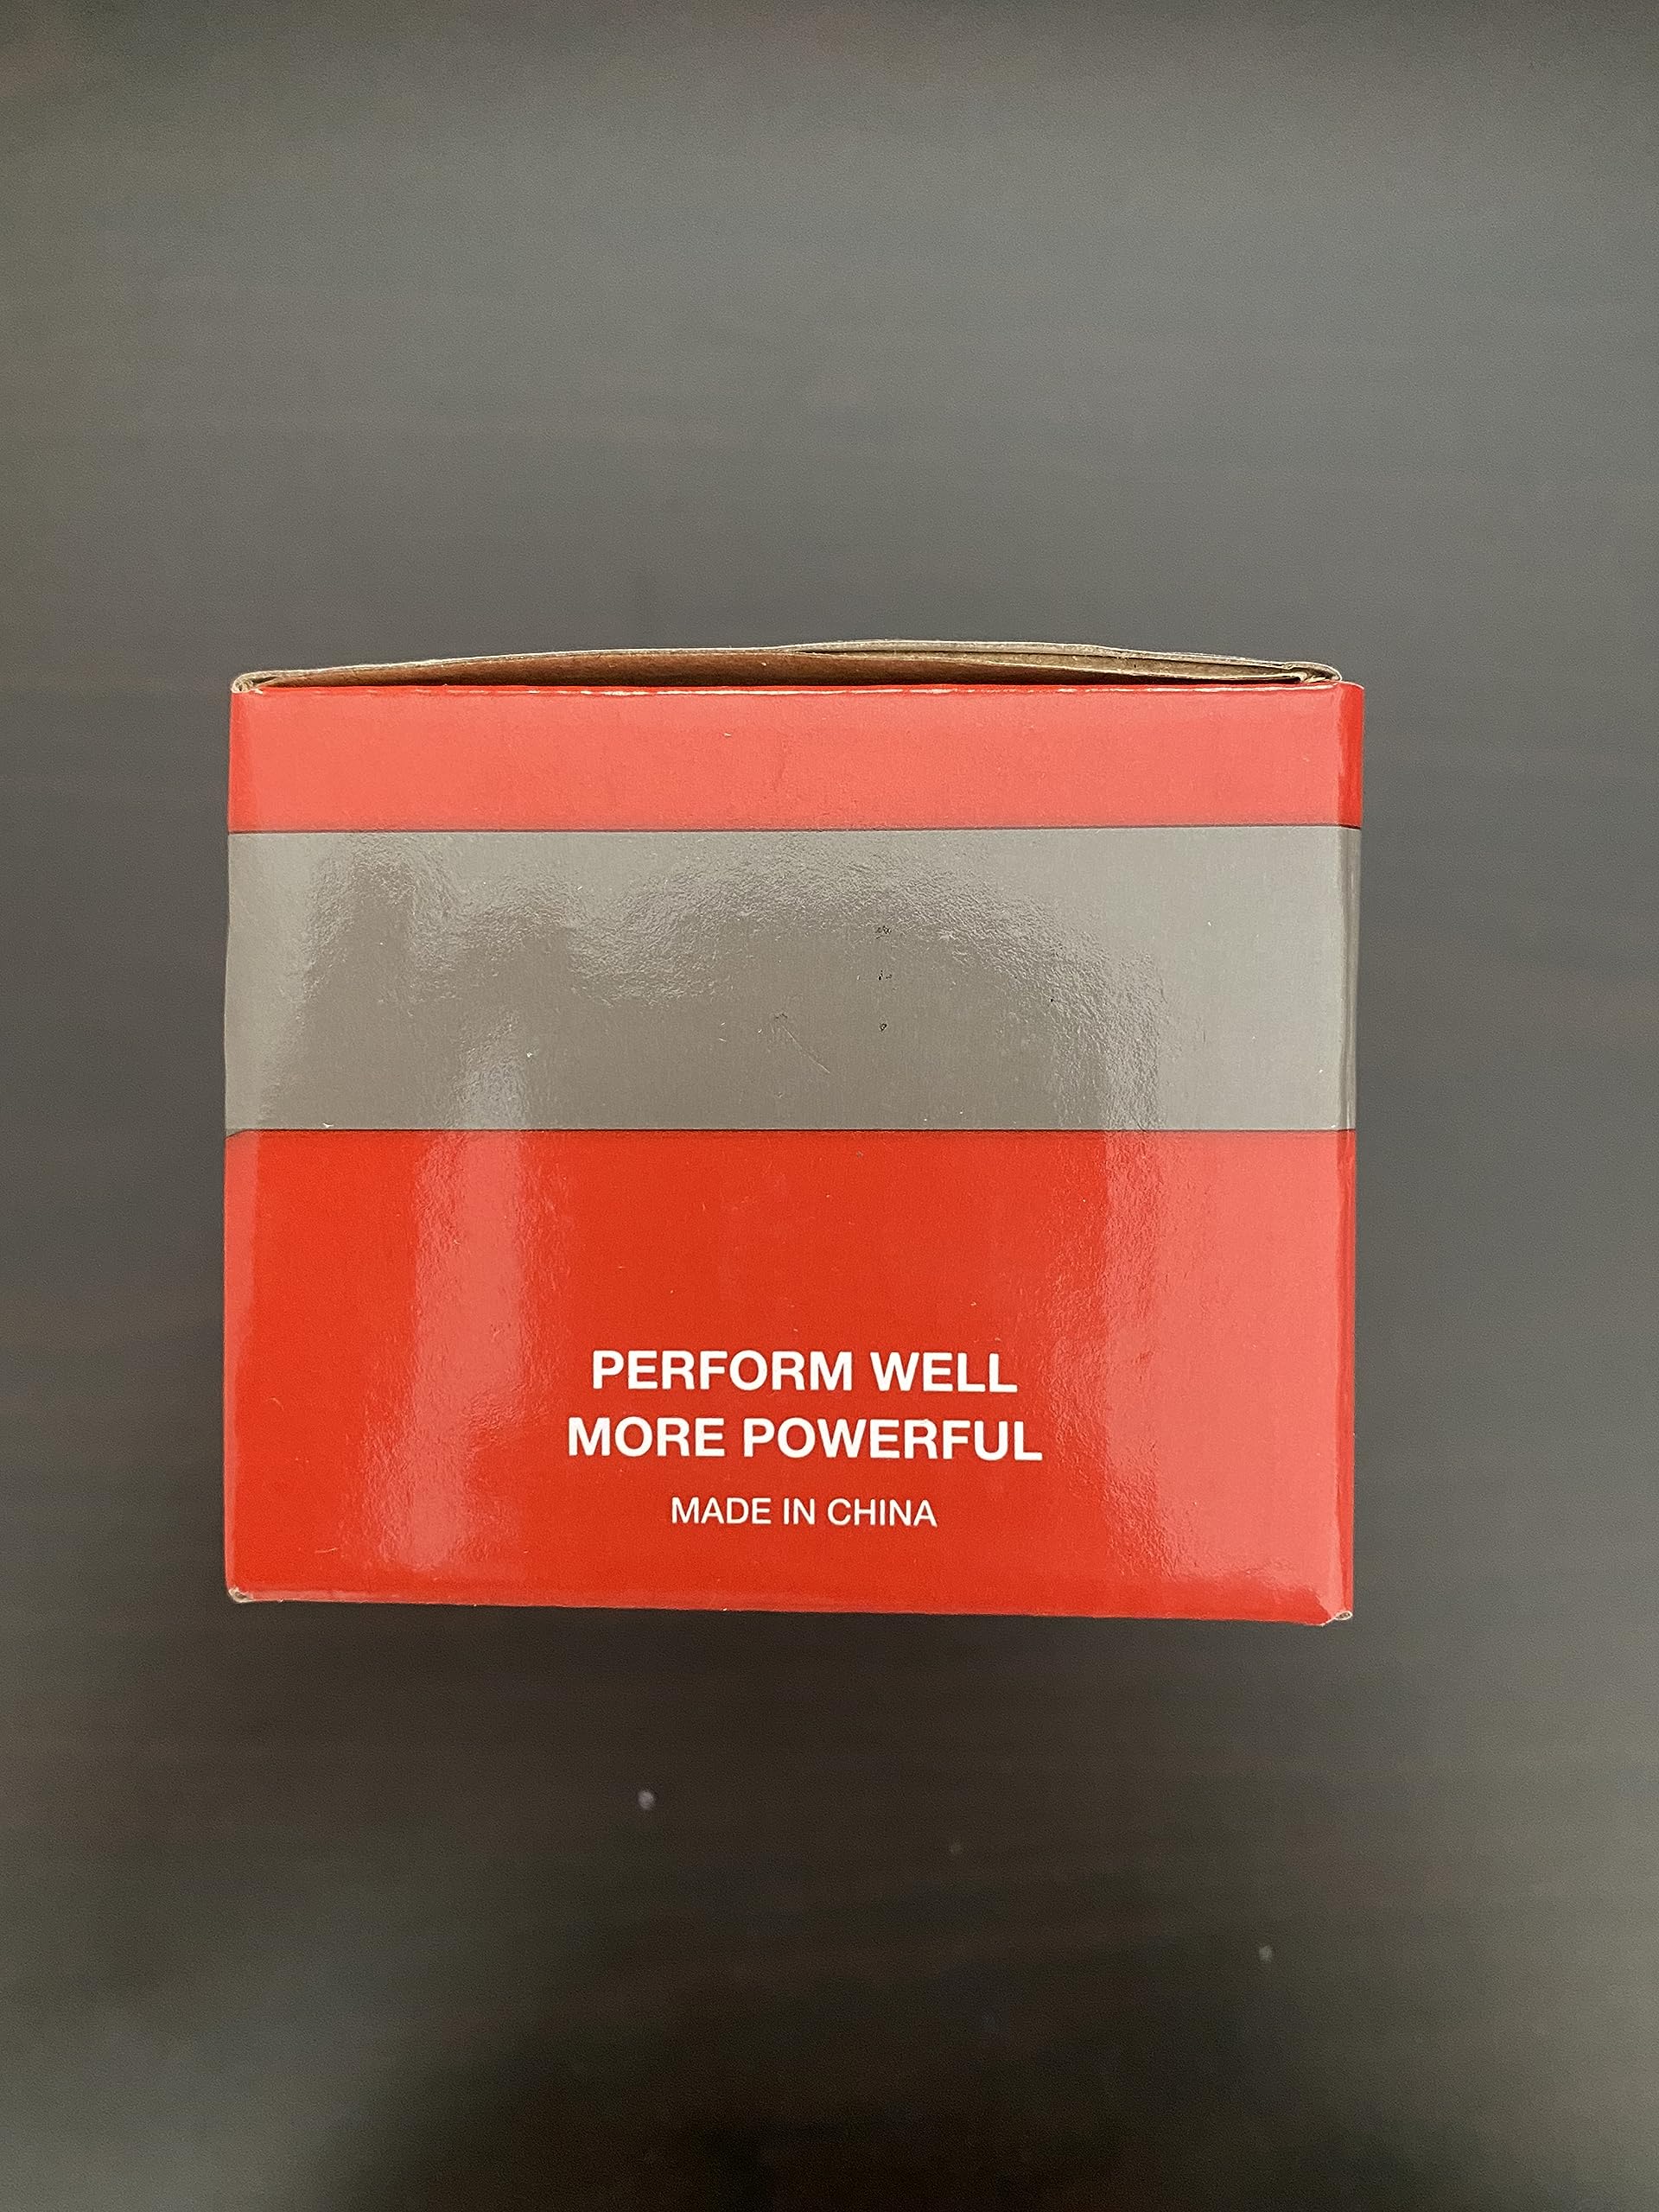 PERFORM WELL
MORE POWERFUL
MADE IN CHINA